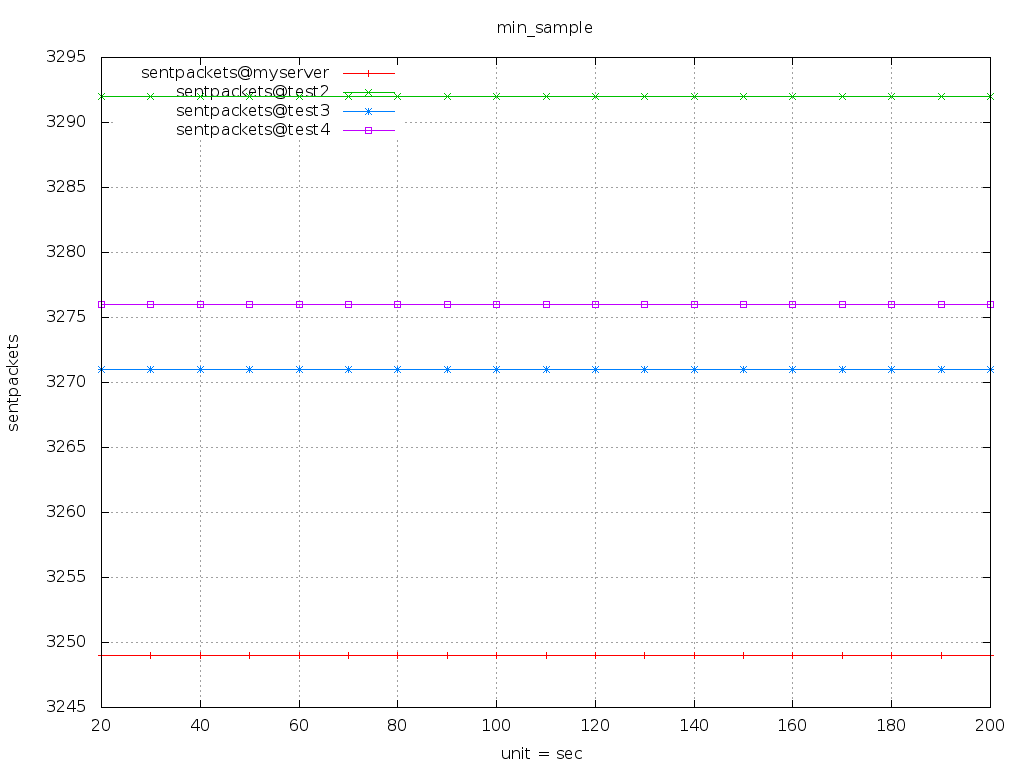 min_sample
3295
3290
3285
3280
3275
3270
3265
3260
3255
3250
3245
sentpackets
sentpackets@myserver
sentpackets@test2
sentpackets@test3
sentpackets@test4
20 40 60 80 100 120 140 160 180 200
unit = sec